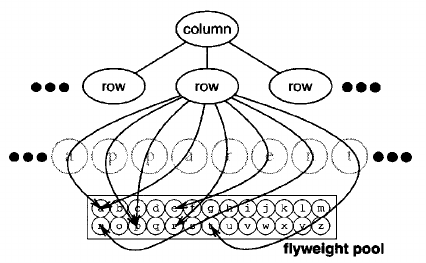 column
row row row
a p p a r e n t
a b c d e f g h i j k l m
n o p q r s t u v w x y z
flyweight pool